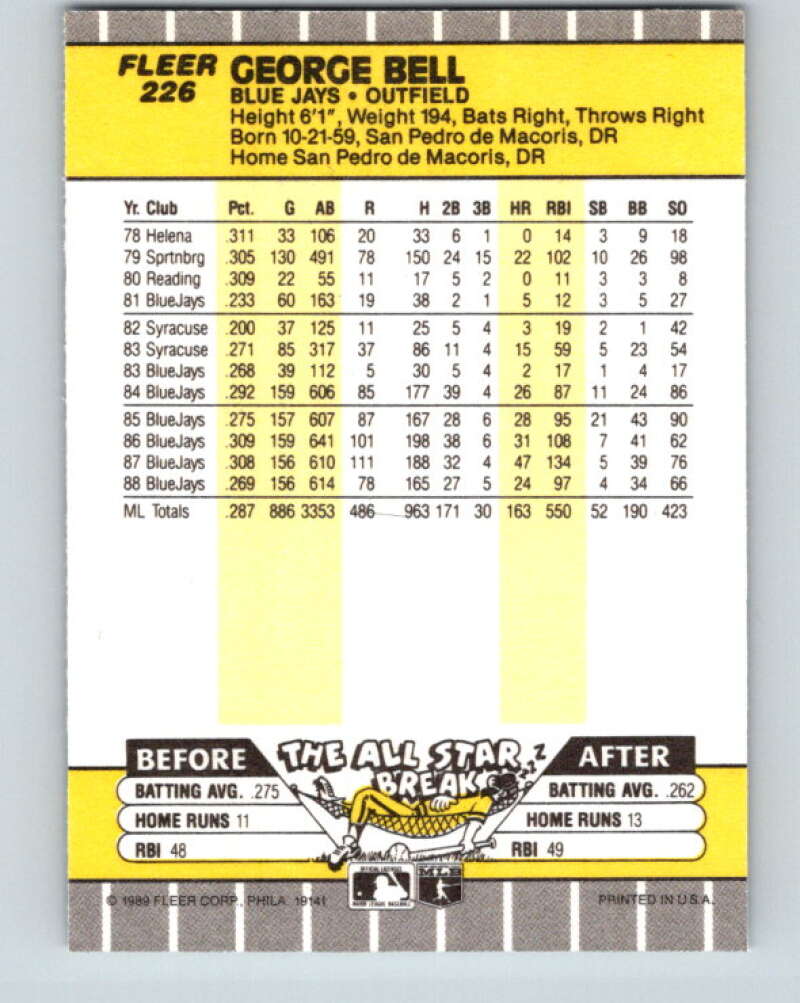 FLEER GEORGE BELL
226 BLUE JAYS • OUTFIELD
Height 6'1", Weight 194, Bats Right, Throws Right
Born 10-21-59, San Pedro de Macoris, DR
Home San Pedro de Macoris, DR
Yr. Club Pct. G AB R H 2B 3B HR RBI SB BB SO
78 Helena .311 33 106 20 33 6 1 0 14 3 9 18
79 Sprtnbrg .305 130 491 78 150 24 15 22 102 10 26 98
80 Reading .309 22 55 11 17 5 2 0 11 3 3 8
81 BlueJays .233 60 163 19 38 2 1 5 12 3 5 27
82 Syracuse .200 37 125 11 25 5 4 3 19 2 1 42
83 Syracuse .271 85 317 37 86 11 4 15 59 5 23 54
83 BlueJays .268 39 112 5 30 5 4 2 17 1 4 17
84 BlueJays .292 159 606 85 177 39 4 26 87 11 24 86
85 BlueJays .275 157 607 87 167 28 6 28 95 21 43 90
86 BlueJays .309 159 641 101 198 38 6 31 108 7 41 62
87 BlueJays .308 156 610 111 188 32 4 47 134 5 39 76
88 BlueJays .269 156 614 78 165 27 5 24 97 4 34 66
ML Totals .287 886 3353 486 963 171 30 163 550 52 190 423
BEFORE THE ALL STAR BREAK ZZZ AFTER
BATTING AVG. .275 BATTING AVG. .262
HOME RUNS 11 HOME RUNS 13
RBI 48 RBI 49
MLB
MAJOR LEAGUE BASEBALL
© 1989 FLEER CORP., PHILA. 19141 PRINTED IN U.S.A.